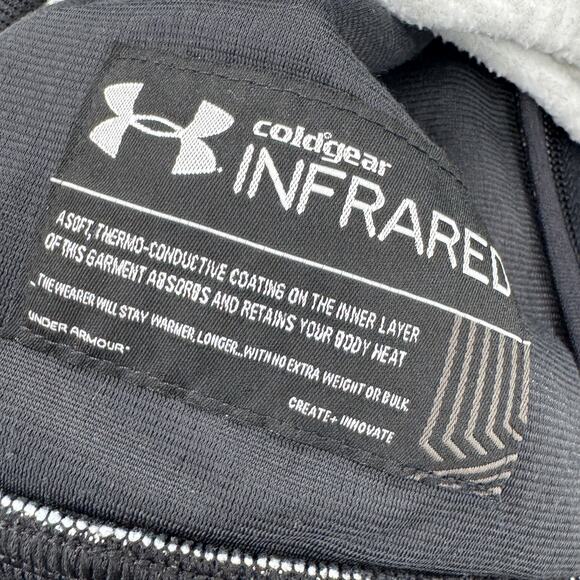 coldgear
INFRARED
A SOFT, THERMO-CONDUCTIVE COATING ON THE INNER LAYER
OF THIS GARMENT ABSORBS AND RETAINS YOUR BODY HEAT
THE WEARER WILL STAY WARMER, LONGER...WITH NO EXTRA WEIGHT OR BULK
UNDER ARMOUR®
CREATE + INNOVATE